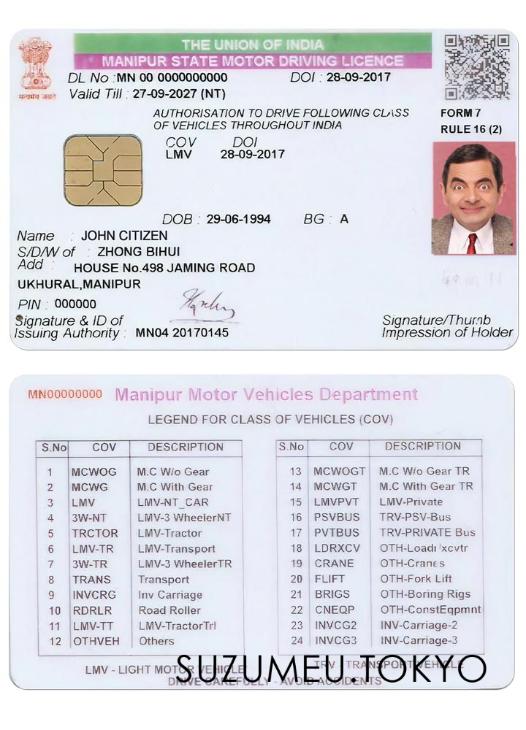 THE UNION OF INDIA
MANIPUR STATE MOTOR DRIVING LICENCE
DL No :MN 00 0000000000 DOI : 28-09-2017
Valid Till : 27-09-2027 (NT)
सत्यमेव जयते
AUTHORISATION TO DRIVE FOLLOWING CLASS
OF VEHICLES THROUGHOUT INDIA
FORM 7
RULE 16 (2)
COV DOI
LMV 28-09-2017
DOB : 29-06-1994 BG : A
Name : JOHN CITIZEN
S/D/W of : ZHONG BIHUI
Add : HOUSE No.498 JAMING ROAD
UKHURAL,MANIPUR
PIN : 000000
Signature & ID of
Issuing Authority : MN04 20170145
Signature/Thumb
Impression of Holder
MN00000000 Manipur Motor Vehicles Department
LEGEND FOR CLASS OF VEHICLES (COV)
S.No COV DESCRIPTION
1 MCWOG M.C W/o Gear
2 MCWG M.C With Gear
3 LMV LMV-NT_CAR
4 3W-NT LMV-3 WheelerNT
5 TRCTOR LMV-Tractor
6 LMV-TR LMV-Transport
7 3W-TR LMV-3 WheelerTR
8 TRANS Transport
9 INVCRG Inv Carriage
10 RDRLR Road Roller
11 LMV-TT LMV-TractorTrl
12 OTHVEH Others
S.No COV DESCRIPTION
13 MCWOGT M.C W/o Gear TR
14 MCWGT M.C With Gear TR
15 LMVPVT LMV-Private
16 PSVBUS TRV-PSV-Bus
17 PVTBUS TRV-PRIVATE Bus
18 LDRXCV OTH-Loadr/xcvtr
19 CRANE OTH-Cranes
20 FLIFT OTH-Fork Lift
21 BRIGS OTH-Boring Rigs
22 CNEQP OTH-ConstEqpmnt
23 INVCG2 INV-Carriage-2
24 INVCG3 INV-Carriage-3
LMV - LIGHT MOTOR VEHICLE TRV - TRANSPORT VEHICLE
SUZUMEU.TOKYO
DRIVE CAREFULLY - AVOID ACCIDENTS